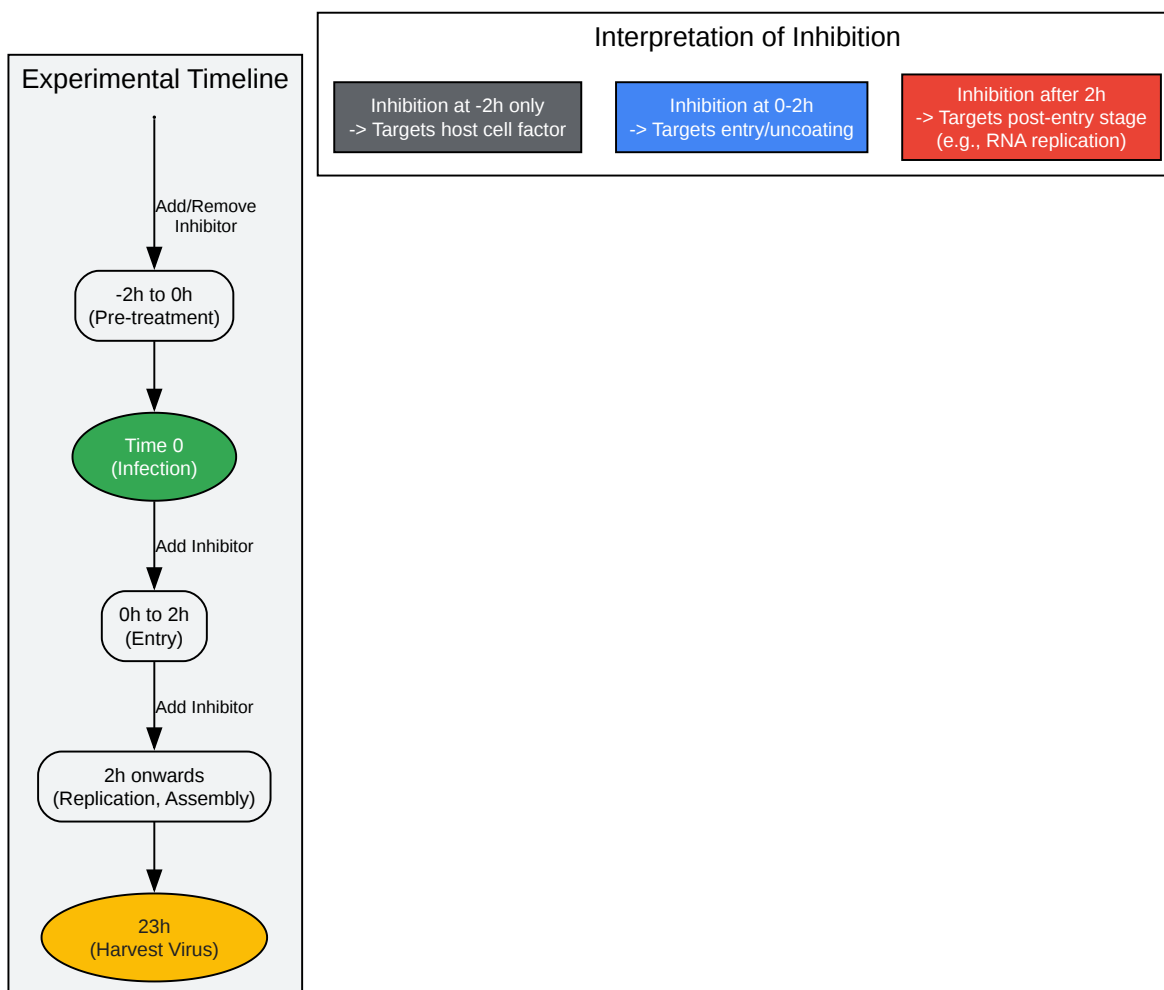 Experimental Timeline
Add/Remove
Inhibitor
-2h to 0h
(Pre-treatment)
Time 0
(Infection)
Add Inhibitor
0h to 2h
(Entry)
Add Inhibitor
2h onwards
(Replication, Assembly)
23h
(Harvest Virus)
Interpretation of Inhibition
Inhibition at -2h only
-> Targets host cell factor
Inhibition at 0-2h
-> Targets entry/uncoating
Inhibition after 2h
-> Targets post-entry stage
(e.g., RNA replication)